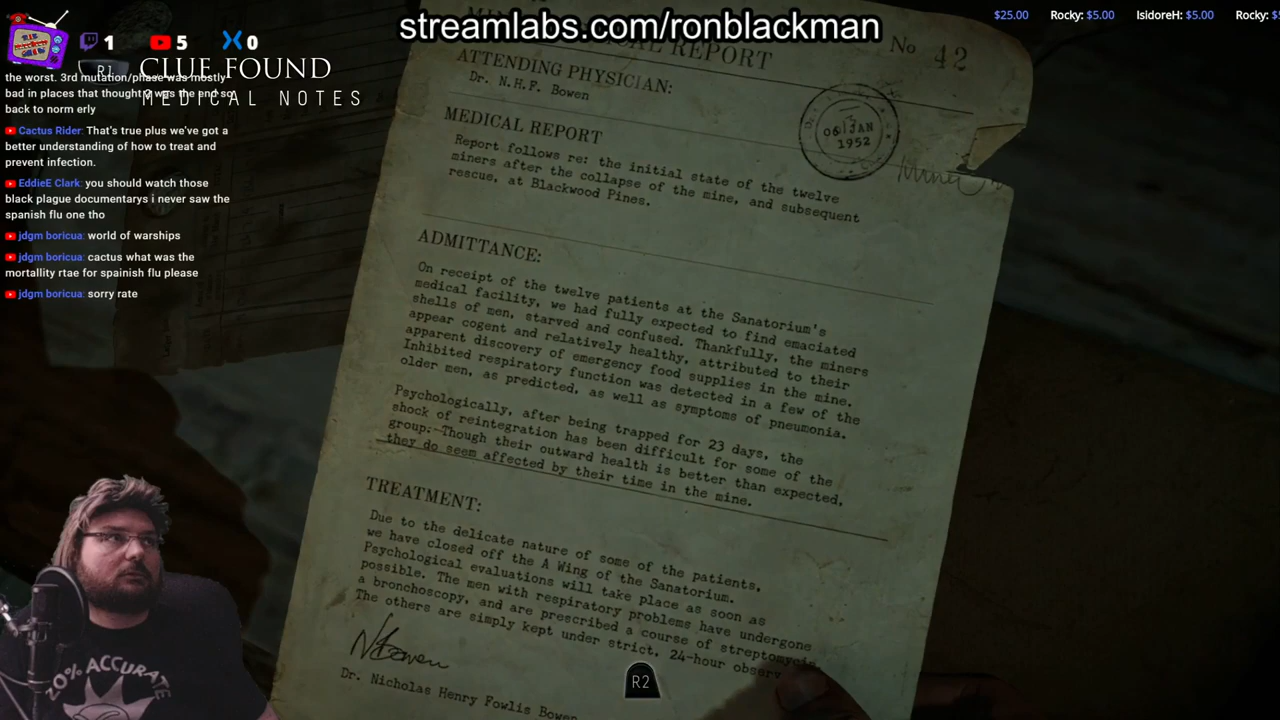 streamlabs.com/ronblackman
$25.00 Rocky: $5.00 IsidoreH: $5.00 Rocky:
1 5 0
R1 CLUE FOUND
MEDICAL NOTES
the worst. 3rd mutation/phase was mostly
bad in places that thought 2 was the end so
back to norm erly
Cactus Rider: That's true plus we've got a
better understanding of how to treat and
prevent infection.
EddieE Clark: you should watch those
black plague documentarys i never saw the
spanish flu one tho
jdgm boricua: world of warships
jdgm boricua: cactus what was the
mortallity rtae for spainish flu please
jdgm boricua: sorry rate
REPORT No 42
ATTENDING PHYSICIAN:
Dr. N.H.F. Bowen
06 JAN
1952
MEDICAL REPORT
Report follows re: the initial state of the twelve
miners after the collapse of the mine, and subsequent
rescue, at Blackwood Pines.
ADMITTANCE:
On receipt of the twelve patients at the Sanatorium's
medical facility, we had fully expected to find emaciated
shells of men, starved and confused. Thankfully, the miners
appear cogent and relatively healthy, attributed to their
apparent discovery of emergency food supplies in the mine.
Inhibited respiratory function was detected in a few of the
older men, as predicted, as well as symptoms of pneumonia.
Psychologically, after being trapped for 23 days, the
shock of reintegration has been difficult for some of the
group. Though their outward health is better than expected,
they do seem affected by their time in the mine.
TREATMENT:
Due to the delicate nature of some of the patients,
we have closed off the A Wing of the Sanatorium.
Psychological evaluations will take place as soon as
possible. The men with respiratory problems have undergone
a bronchoscopy, and are prescribed a course of streptomycin.
The others are simply kept under strict, 24-hour observ
NBowen
Dr. Nicholas Henry Fowlis Bowen
R2
20% ACCURATE